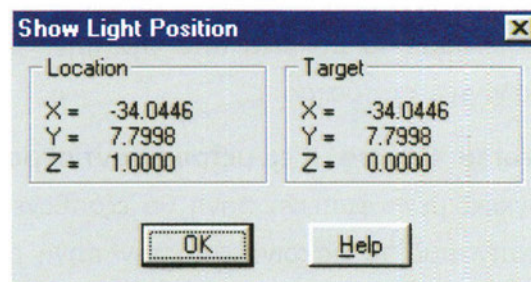 Show Light Position
Location
X = -34.0446
Y = 7.7998
Z = 1.0000
Target
X = -34.0446
Y = 7.7998
Z = 0.0000
OK
Help